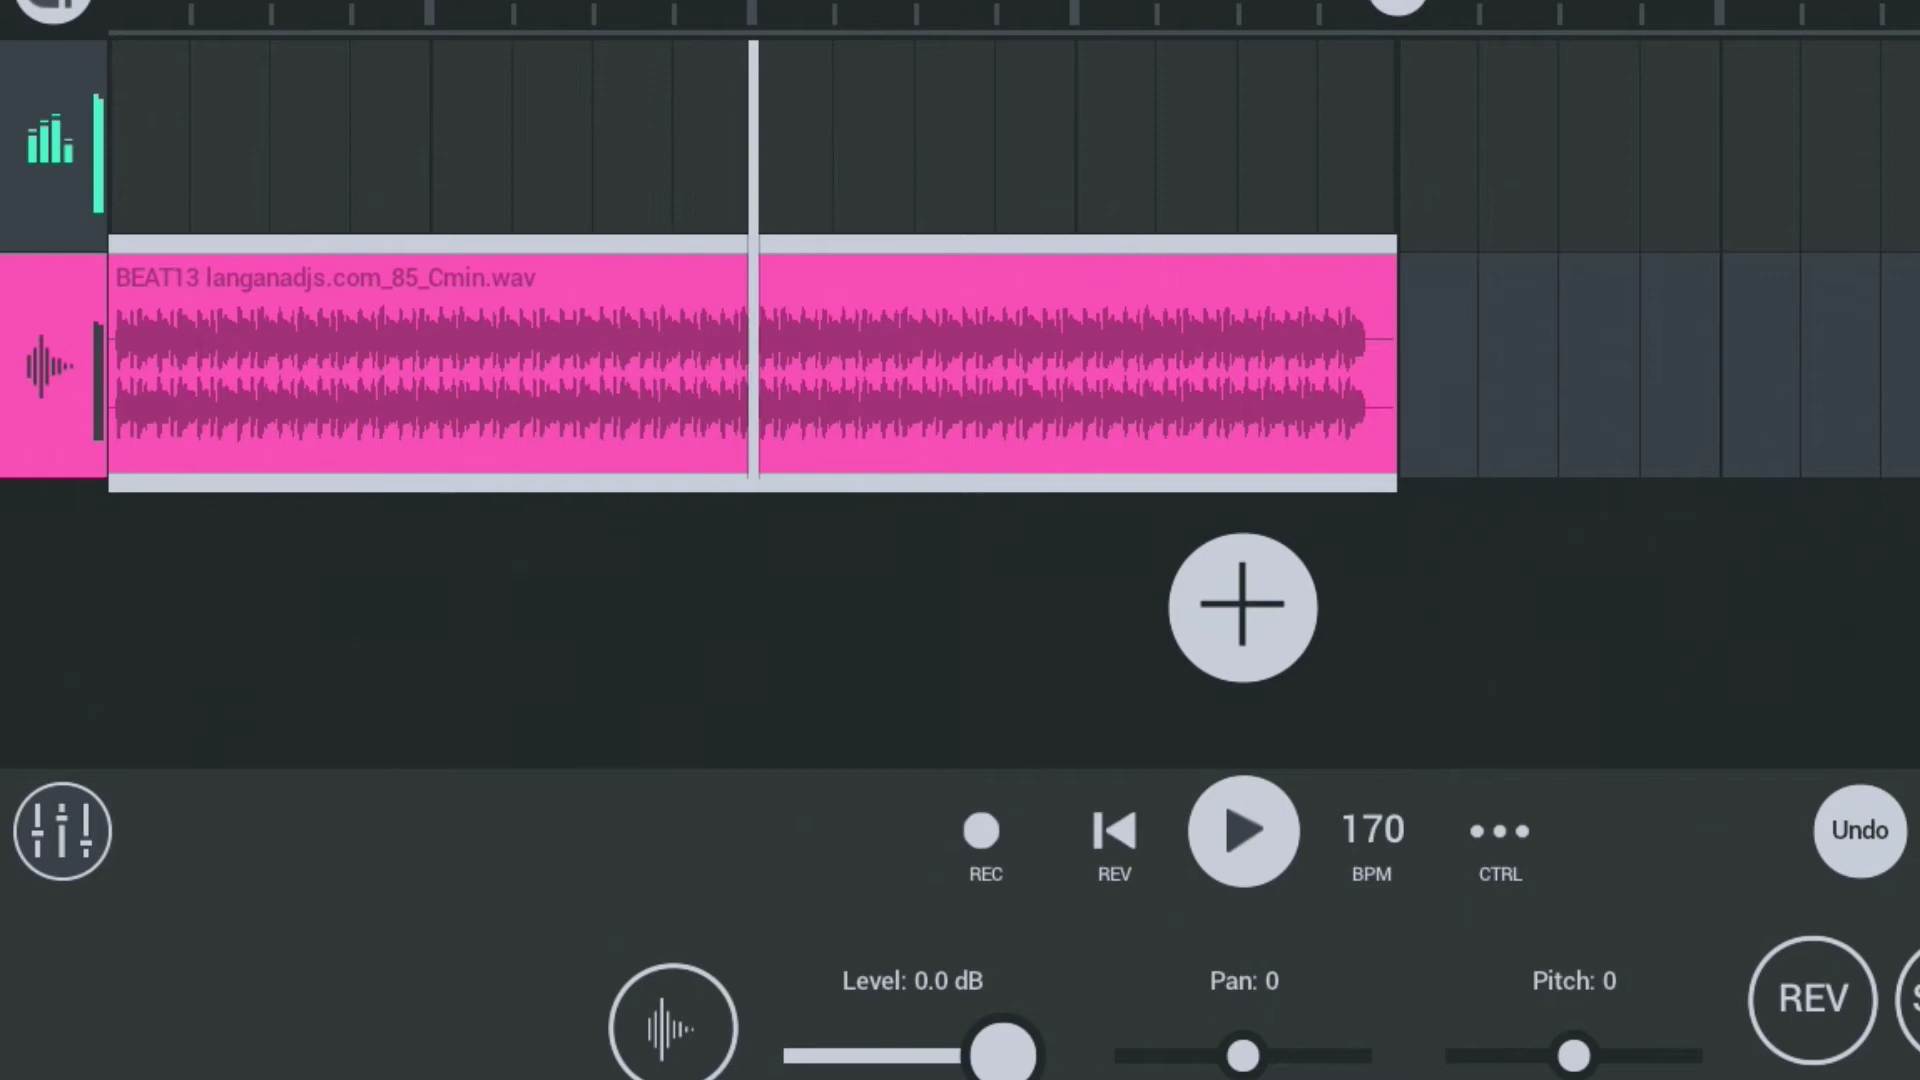 BEAT13 langanadjs.com_85_Cmin.wav
170
REC
REV
BPM
CTRL
Undo
Level: 0.0 dB
Pan: 0
Pitch: 0
REV